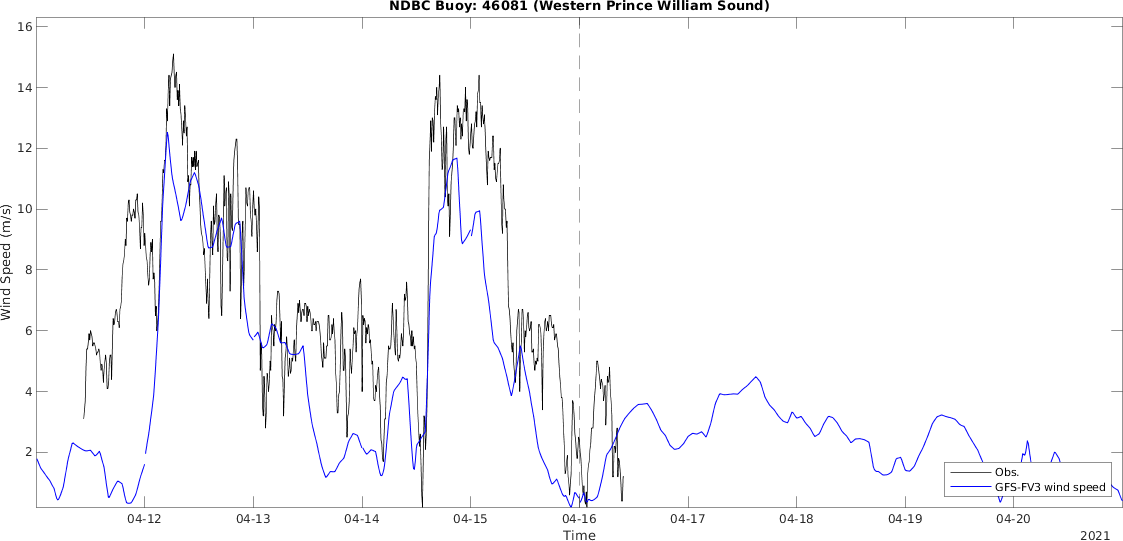 NDBC Buoy: 46081 (Western Prince William Sound)
16
14
12
10
8
6
4
2
Wind Speed (m/s)
Obs.
GFS-FV3 wind speed
04-12 04-13 04-14 04-15 04-16 04-17 04-18 04-19 04-20
Time
2021